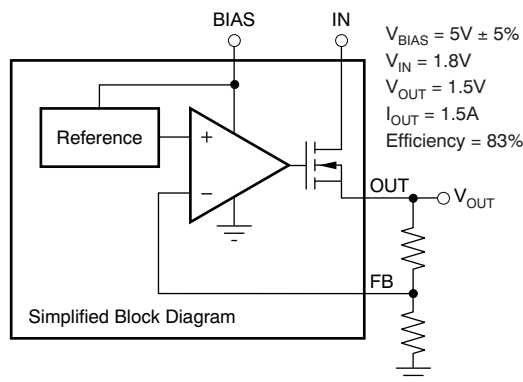 BIAS
IN
V_BIAS = 5V ± 5%
V_IN = 1.8V
V_OUT = 1.5V
I_OUT = 1.5A
Efficiency = 83%
Reference
+
−
OUT
V_OUT
FB
Simplified Block Diagram